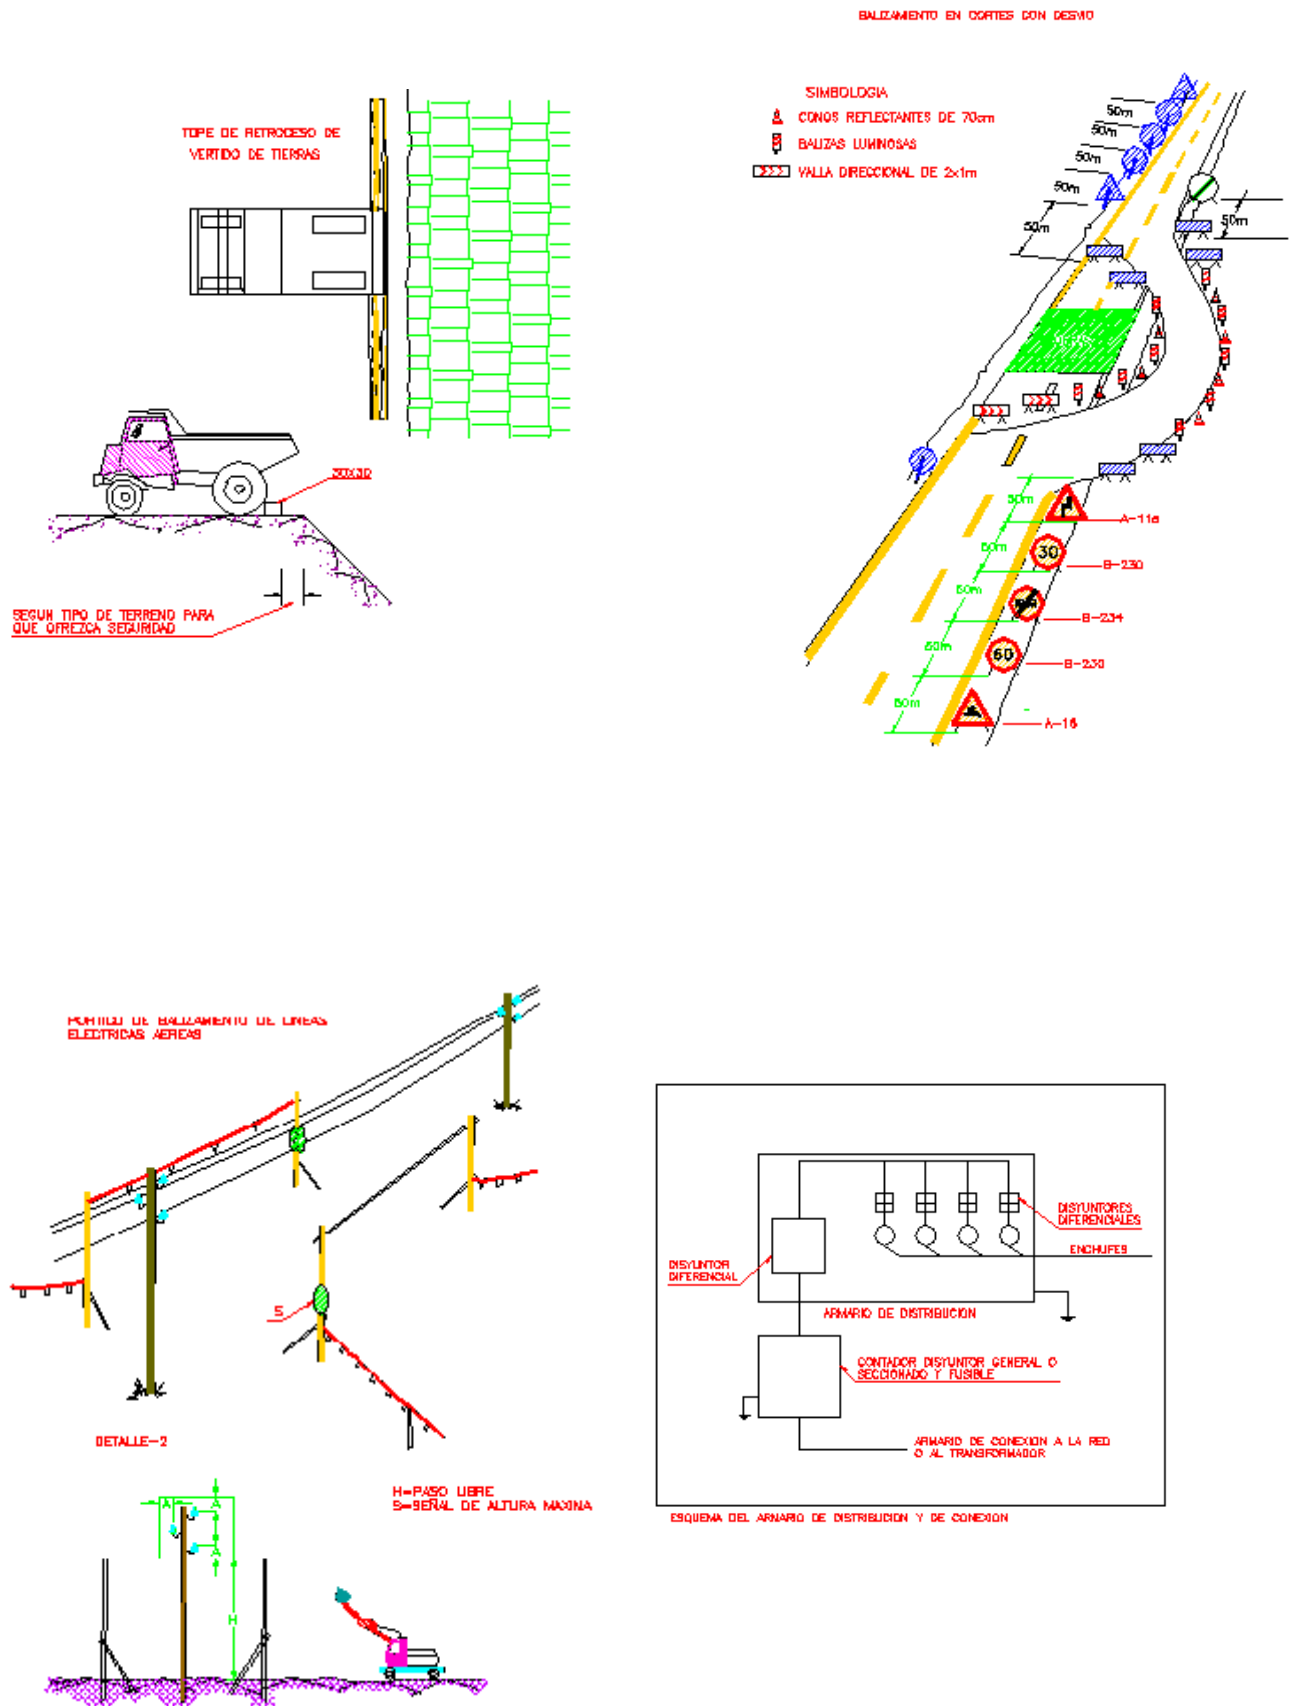 BALIZAMIENTO EN CORTES CON DESVIO
SIMBOLOGIA
CONOS REFLECTANTES DE 70cm
BALIZAS LUMINOSAS
VALLA DIRECCIONAL DE 2x1m
TOPE DE RETROCESO DE
VERTIDO DE TIERRAS
30X30
SEGUN TIPO DE TERRENO PARA
QUE OFREZCA SEGURIDAD
50m
50m
50m
50m
50m
50m
50m
50m
50m
50m
50m
30
60
A-116
B-230
B-234
B-230
A-16
PORTICO DE BALIZAMIENTO DE LINEAS
ELECTRICAS AEREAS
S
DETALLE-2
H=PASO LIBRE
S=SEÑAL DE ALTURA MAXINA
A
A
A
H
DISYUNTORES
DIFERENCIALES
ENCHUFES
DISYUNTOR
DIFERENCIAL
ARMARIO DE DISTRIBUCION
CONTADOR DISYUNTOR GENERAL O
SECCIONADO Y FUSIBLE
ARMARIO DE CONEXION A LA RED
O AL TRANSFORMADOR
ESQUEMA DEL ARMARIO DE DISTRIBUCION Y DE CONEXION